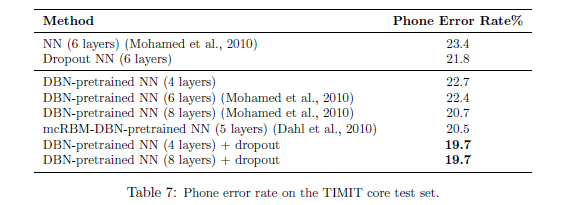 Method Phone Error Rate%
NN (6 layers) (Mohamed et al., 2010) 23.4
Dropout NN (6 layers) 21.8
DBN-pretrained NN (4 layers) 22.7
DBN-pretrained NN (6 layers) (Mohamed et al., 2010) 22.4
DBN-pretrained NN (8 layers) (Mohamed et al., 2010) 20.7
mcRBM-DBN-pretrained NN (5 layers) (Dahl et al., 2010) 20.5
DBN-pretrained NN (4 layers) + dropout 19.7
DBN-pretrained NN (8 layers) + dropout 19.7
Table 7: Phone error rate on the TIMIT core test set.